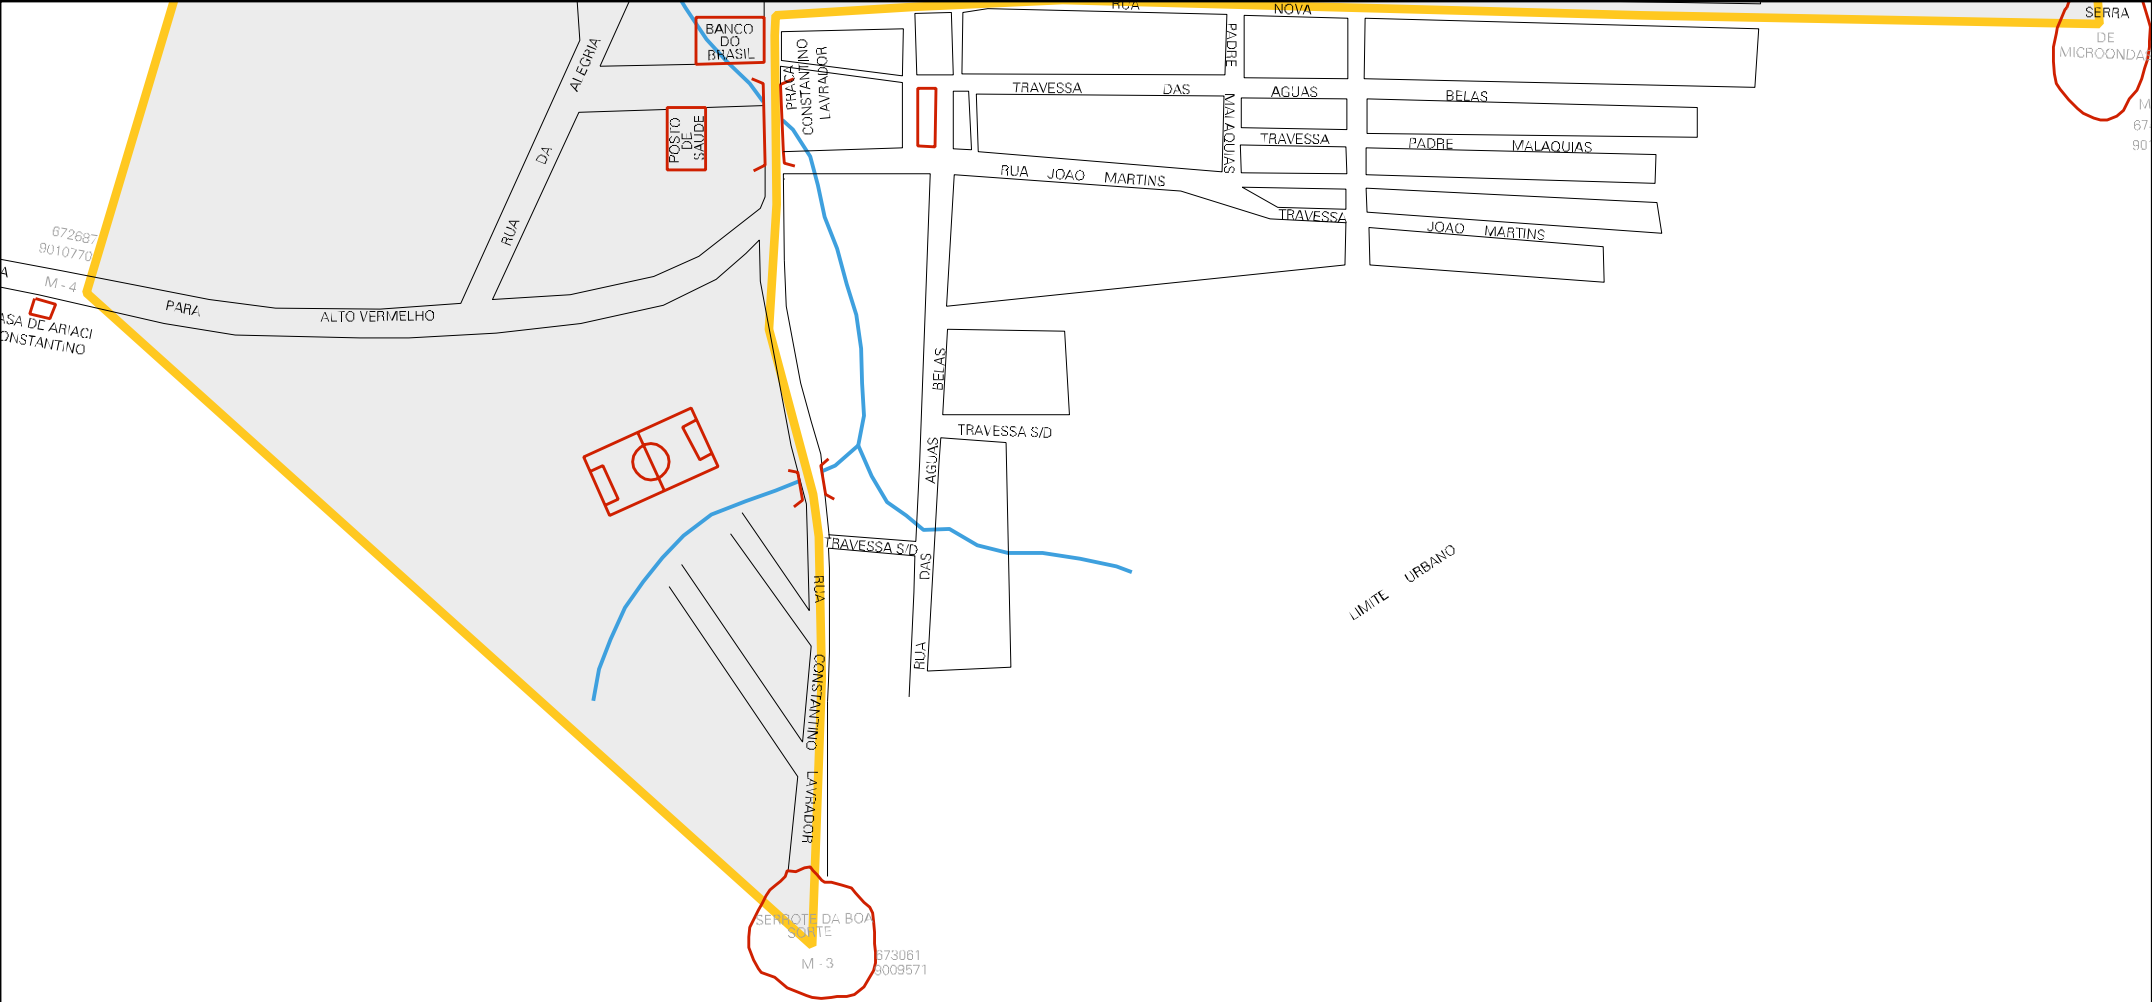 RUA NOVA
SERRA
DE
MICROONDAS
BANCO
DO
BRASIL
PRACA
CONSTANTINO
LAVRADOR
PADRE
MALAQUIAS
RUA DA ALEGRIA
POSTO
DE
SAUDE
TRAVESSA DAS AGUAS BELAS
TRAVESSA PADRE MALAQUIAS
RUA JOAO MARTINS
TRAVESSA JOAO MARTINS
672687
9010770
M - 4
PARA ALTO VERMELHO
ASA DE ARIACI
ONSTANTINO
RUA DAS AGUAS BELAS
TRAVESSA S/D
TRAVESSA S/D
RUA CONSTANTINO LAVRADOR
LIMITE URBANO
SERROTE DA BOA
SORTE
M - 3
673061
9009571